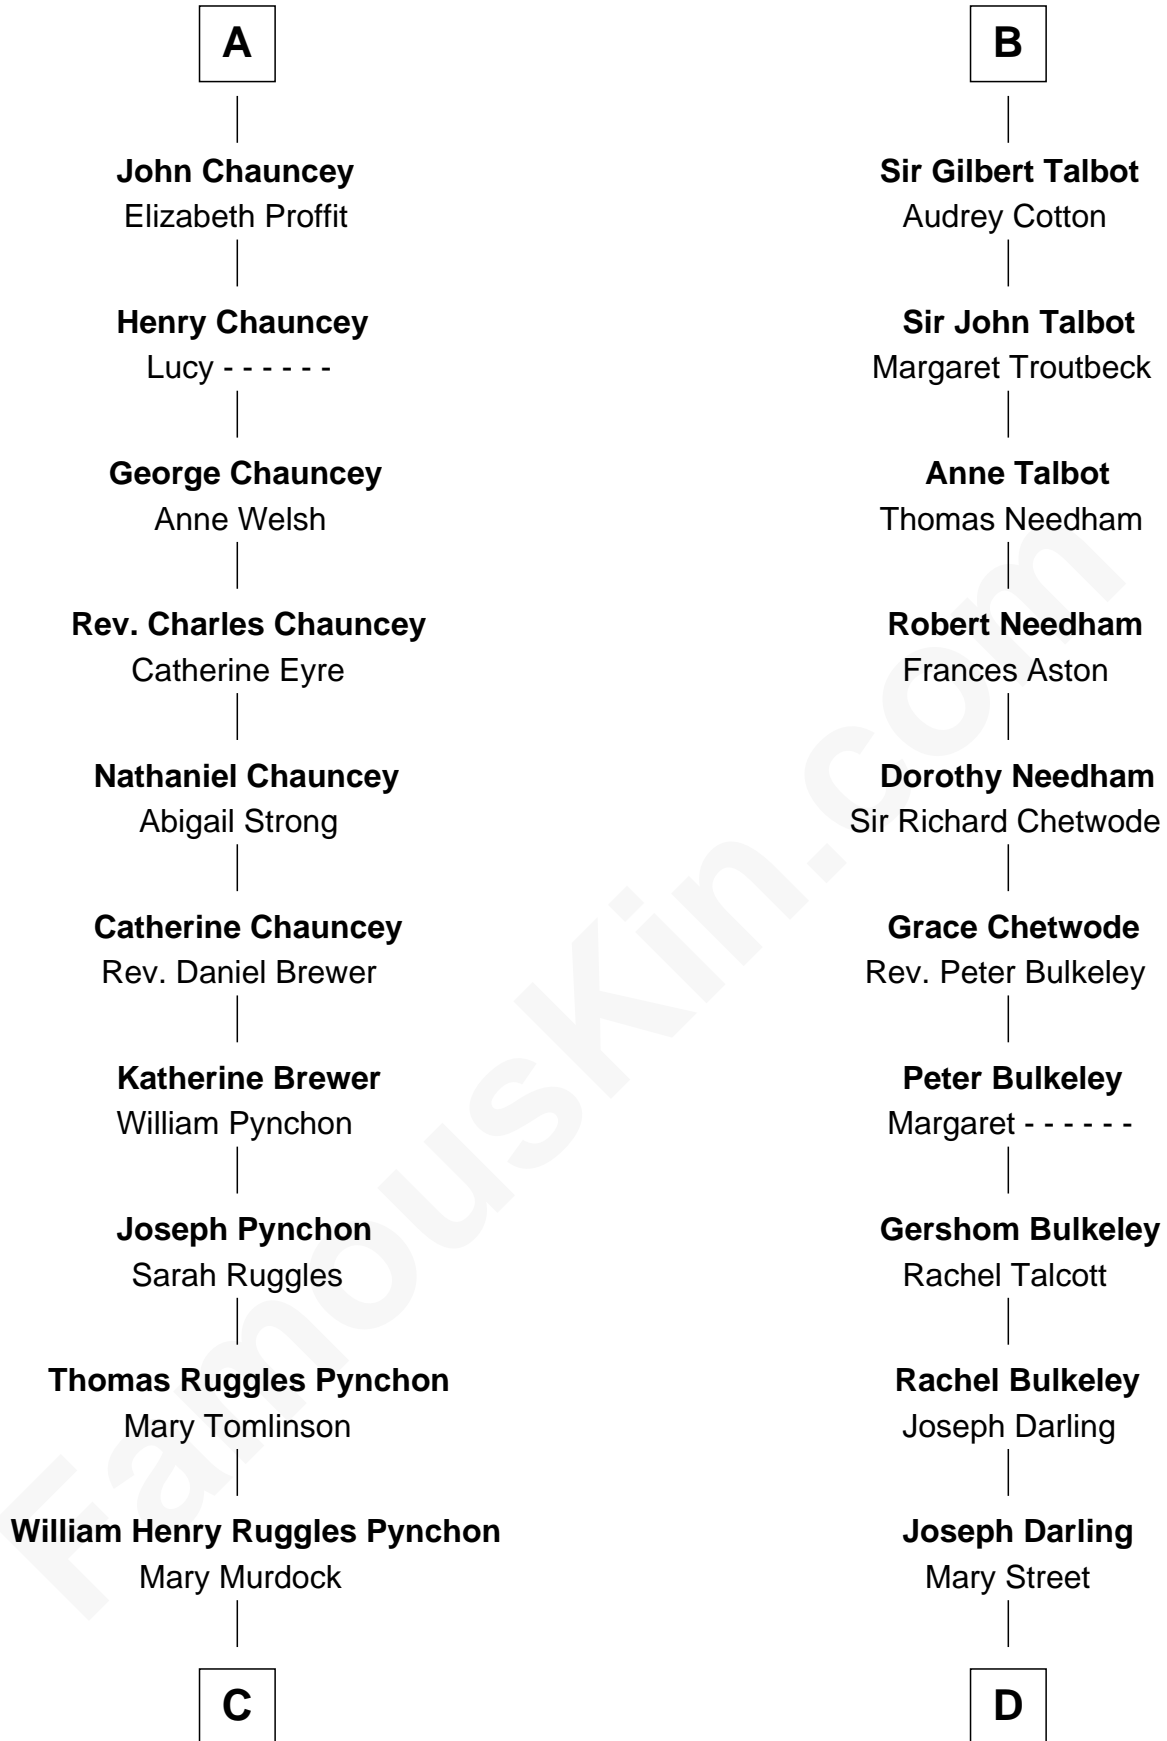 A
John Chauncey
Elizabeth Proffit
Henry Chauncey
Lucy - - - - - -
George Chauncey
Anne Welsh
Rev. Charles Chauncey
Catherine Eyre
Nathaniel Chauncey
Abigail Strong
Catherine Chauncey
Rev. Daniel Brewer
Katherine Brewer
William Pynchon
Joseph Pynchon
Sarah Ruggles
Thomas Ruggles Pynchon
Mary Tomlinson
William Henry Ruggles Pynchon
Mary Murdock
C
B
Sir Gilbert Talbot
Audrey Cotton
Sir John Talbot
Margaret Troutbeck
Anne Talbot
Thomas Needham
Robert Needham
Frances Aston
Dorothy Needham
Sir Richard Chetwode
Grace Chetwode
Rev. Peter Bulkeley
Peter Bulkeley
Margaret - - - - - -
Gershom Bulkeley
Rachel Talcott
Rachel Bulkeley
Joseph Darling
Joseph Darling
Mary Street
D
FamousKin.com